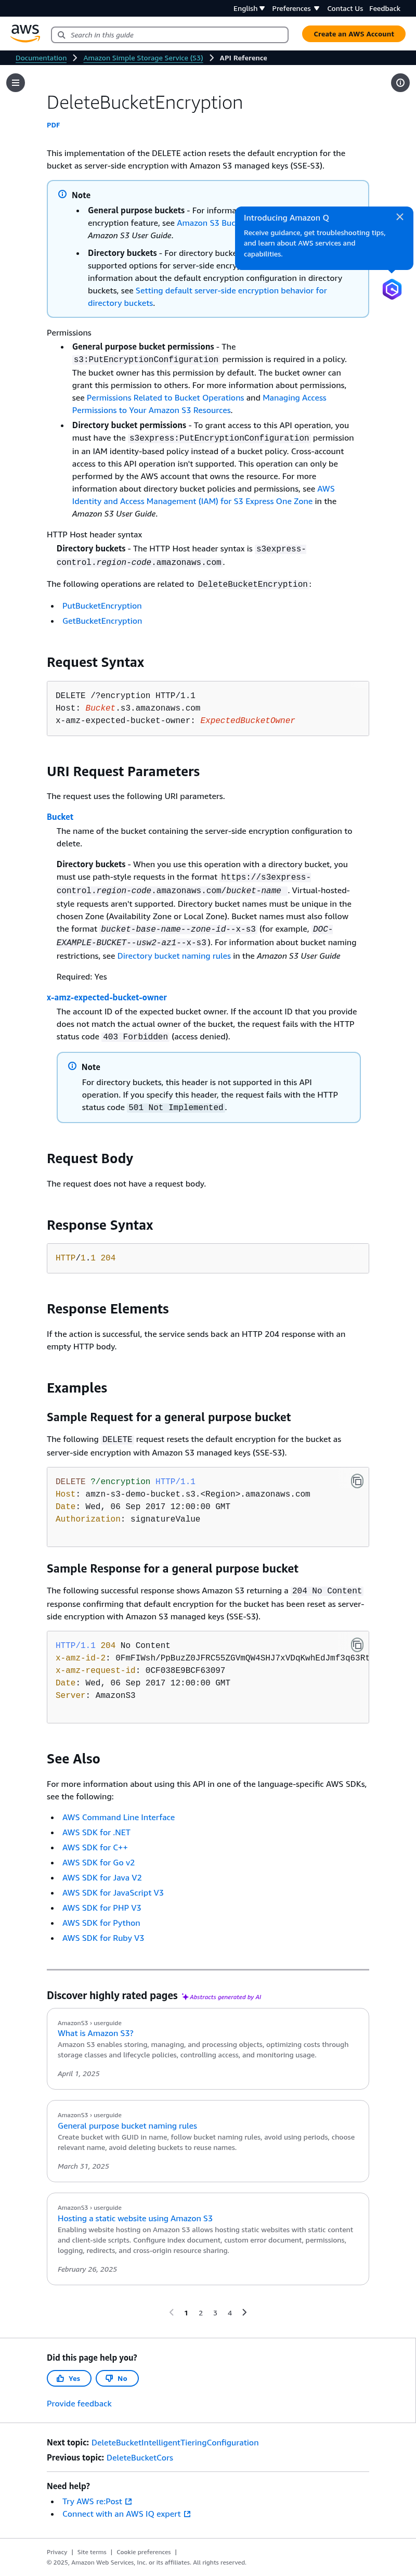 English Preferences Contact Us Feedback
aws
Search in this guide
Create an AWS Account
Documentation Amazon Simple Storage Service (S3) API Reference
DeleteBucketEncryption
PDF
This implementation of the DELETE action resets the default encryption for the
bucket as server-side encryption with Amazon S3 managed keys (SSE-S3).
Note
• General purpose buckets - For informa
encryption feature, see Amazon S3 Buc
Amazon S3 User Guide.
• Directory buckets - For directory bucke
supported options for server-side encry
information about the default encryption configuration in directory
buckets, see Setting default server-side encryption behavior for
directory buckets.
Introducing Amazon Q
Receive guidance, get troubleshooting tips,
and learn about AWS services and
capabilities.
Permissions
• General purpose bucket permissions - The
s3:PutEncryptionConfiguration permission is required in a policy.
The bucket owner has this permission by default. The bucket owner can
grant this permission to others. For more information about permissions,
see Permissions Related to Bucket Operations and Managing Access
Permissions to Your Amazon S3 Resources.
• Directory bucket permissions - To grant access to this API operation, you
must have the s3express:PutEncryptionConfiguration permission
in an IAM identity-based policy instead of a bucket policy. Cross-account
access to this API operation isn't supported. This operation can only be
performed by the AWS account that owns the resource. For more
information about directory bucket policies and permissions, see AWS
Identity and Access Management (IAM) for S3 Express One Zone in the
Amazon S3 User Guide.
HTTP Host header syntax
Directory buckets - The HTTP Host header syntax is s3express-
control.region-code.amazonaws.com.
The following operations are related to DeleteBucketEncryption:
• PutBucketEncryption
• GetBucketEncryption
Request Syntax
DELETE /?encryption HTTP/1.1
Host: Bucket.s3.amazonaws.com
x-amz-expected-bucket-owner: ExpectedBucketOwner
URI Request Parameters
The request uses the following URI parameters.
Bucket
The name of the bucket containing the server-side encryption configuration to
delete.
Directory buckets - When you use this operation with a directory bucket, you
must use path-style requests in the format https://s3express-
control.region-code.amazonaws.com/bucket-name . Virtual-hosted-
style requests aren't supported. Directory bucket names must be unique in the
chosen Zone (Availability Zone or Local Zone). Bucket names must also follow
the format bucket-base-name--zone-id--x-s3 (for example, DOC-
EXAMPLE-BUCKET--usw2-az1--x-s3). For information about bucket naming
restrictions, see Directory bucket naming rules in the Amazon S3 User Guide
Required: Yes
x-amz-expected-bucket-owner
The account ID of the expected bucket owner. If the account ID that you provide
does not match the actual owner of the bucket, the request fails with the HTTP
status code 403 Forbidden (access denied).
Note
For directory buckets, this header is not supported in this API
operation. If you specify this header, the request fails with the HTTP
status code 501 Not Implemented.
Request Body
The request does not have a request body.
Response Syntax
HTTP/1.1 204
Response Elements
If the action is successful, the service sends back an HTTP 204 response with an
empty HTTP body.
Examples
Sample Request for a general purpose bucket
The following DELETE request resets the default encryption for the bucket as
server-side encryption with Amazon S3 managed keys (SSE-S3).
DELETE ?/encryption HTTP/1.1
Host: amzn-s3-demo-bucket.s3.<Region>.amazonaws.com
Date: Wed, 06 Sep 2017 12:00:00 GMT
Authorization: signatureValue
Sample Response for a general purpose bucket
The following successful response shows Amazon S3 returning a 204 No Content
response confirming that default encryption for the bucket has been reset as server-
side encryption with Amazon S3 managed keys (SSE-S3).
HTTP/1.1 204 No Content
x-amz-id-2: 0FmFIWsh/PpBuzZ0JFRC55ZGVmQW4SHJ7xVDqKwhEdJmf3q63Rt
x-amz-request-id: 0CF038E9BCF63097
Date: Wed, 06 Sep 2017 12:00:00 GMT
Server: AmazonS3
See Also
For more information about using this API in one of the language-specific AWS SDKs,
see the following:
• AWS Command Line Interface
• AWS SDK for .NET
• AWS SDK for C++
• AWS SDK for Go v2
• AWS SDK for Java V2
• AWS SDK for JavaScript V3
• AWS SDK for PHP V3
• AWS SDK for Python
• AWS SDK for Ruby V3
Discover highly rated pages Abstracts generated by AI
AmazonS3 › userguide
What is Amazon S3?
Amazon S3 enables storing, managing, and processing objects, optimizing costs through
storage classes and lifecycle policies, controlling access, and monitoring usage.
April 1, 2025
AmazonS3 › userguide
General purpose bucket naming rules
Create bucket with GUID in name, follow bucket naming rules, avoid using periods, choose
relevant name, avoid deleting buckets to reuse names.
March 31, 2025
AmazonS3 › userguide
Hosting a static website using Amazon S3
Enabling website hosting on Amazon S3 allows hosting static websites with static content
and client-side scripts. Configure index document, custom error document, permissions,
logging, redirects, and cross-origin resource sharing.
February 26, 2025
1 2 3 4
Did this page help you?
Yes No
Provide feedback
Next topic: DeleteBucketIntelligentTieringConfiguration
Previous topic: DeleteBucketCors
Need help?
• Try AWS re:Post
• Connect with an AWS IQ expert
Privacy | Site terms | Cookie preferences |
© 2025, Amazon Web Services, Inc. or its affiliates. All rights reserved.